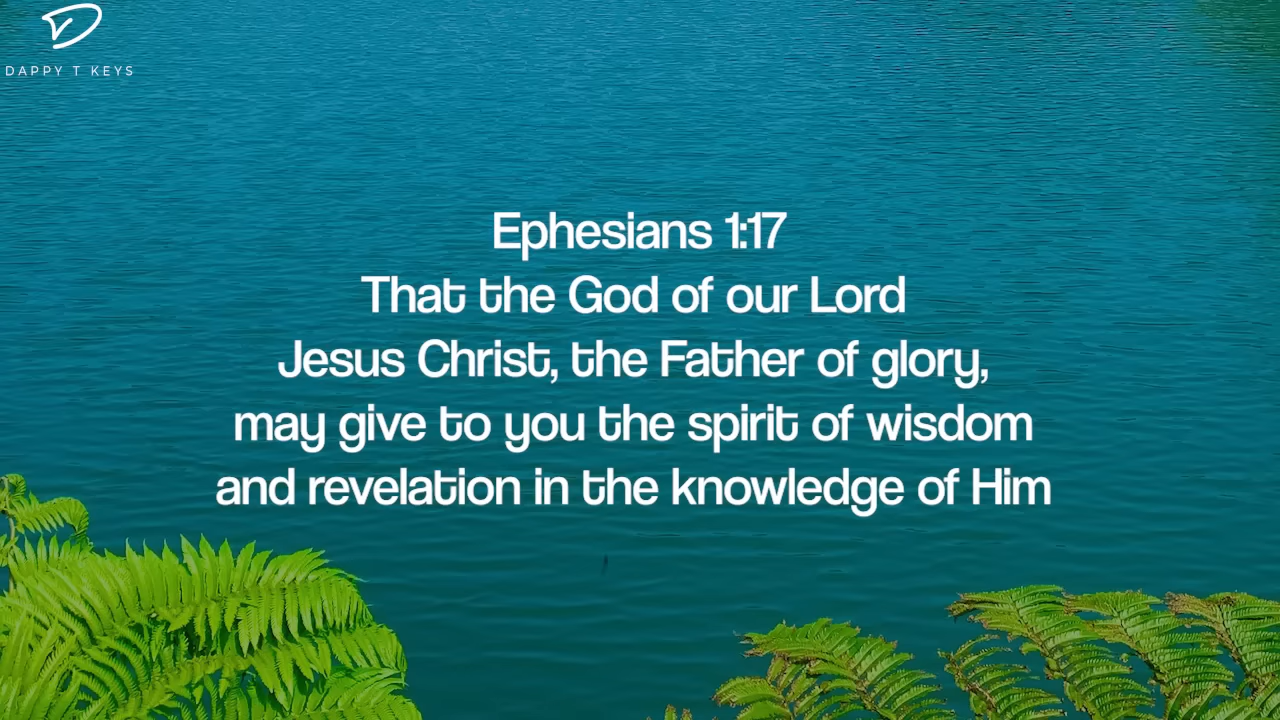 DAPPY T KEYS
Ephesians 1:17
That the God of our Lord
Jesus Christ, the Father of glory,
may give to you the spirit of wisdom
and revelation in the knowledge of Him